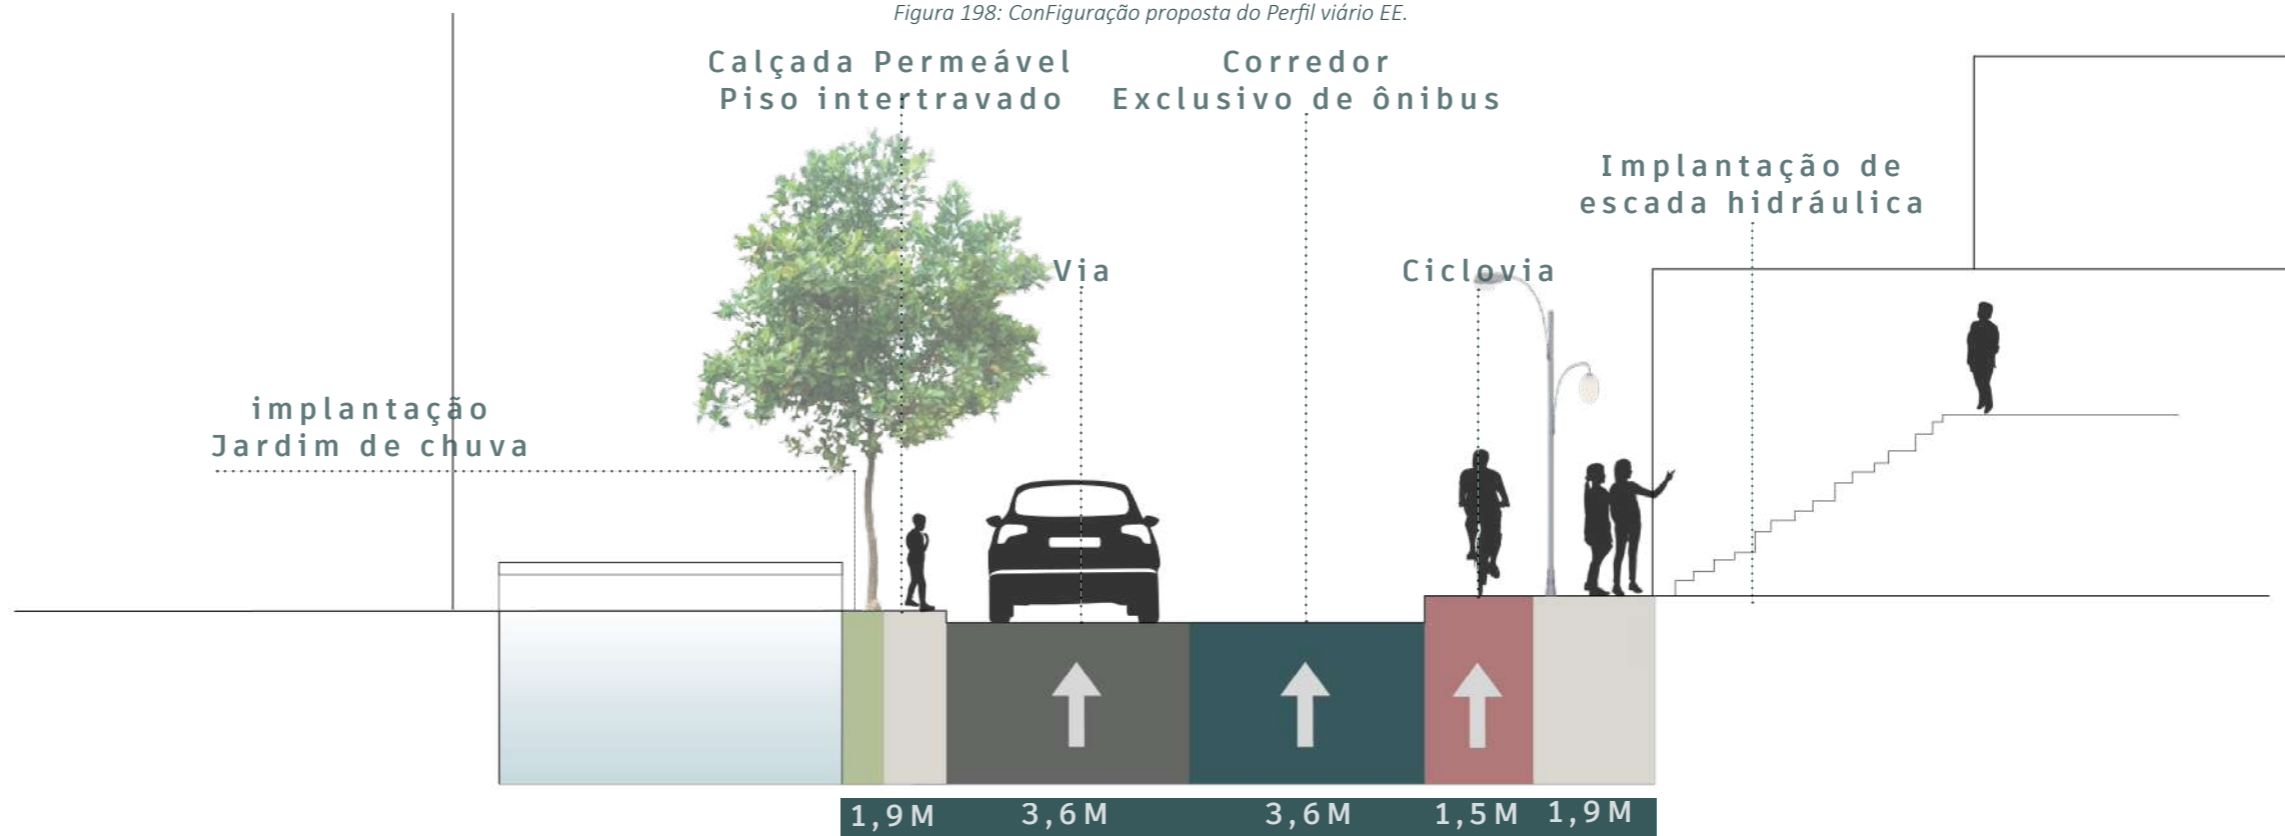 Figura 198: ConFiguração proposta do Perfil viário EE.
Calçada Permeável
Piso intertravado
Corredor
Exclusivo de ônibus
Implantação de
escada hidráulica
Via
Ciclovia
implantação
Jardim de chuva
1,9M
3,6M
3,6M
1,5M
1,9M